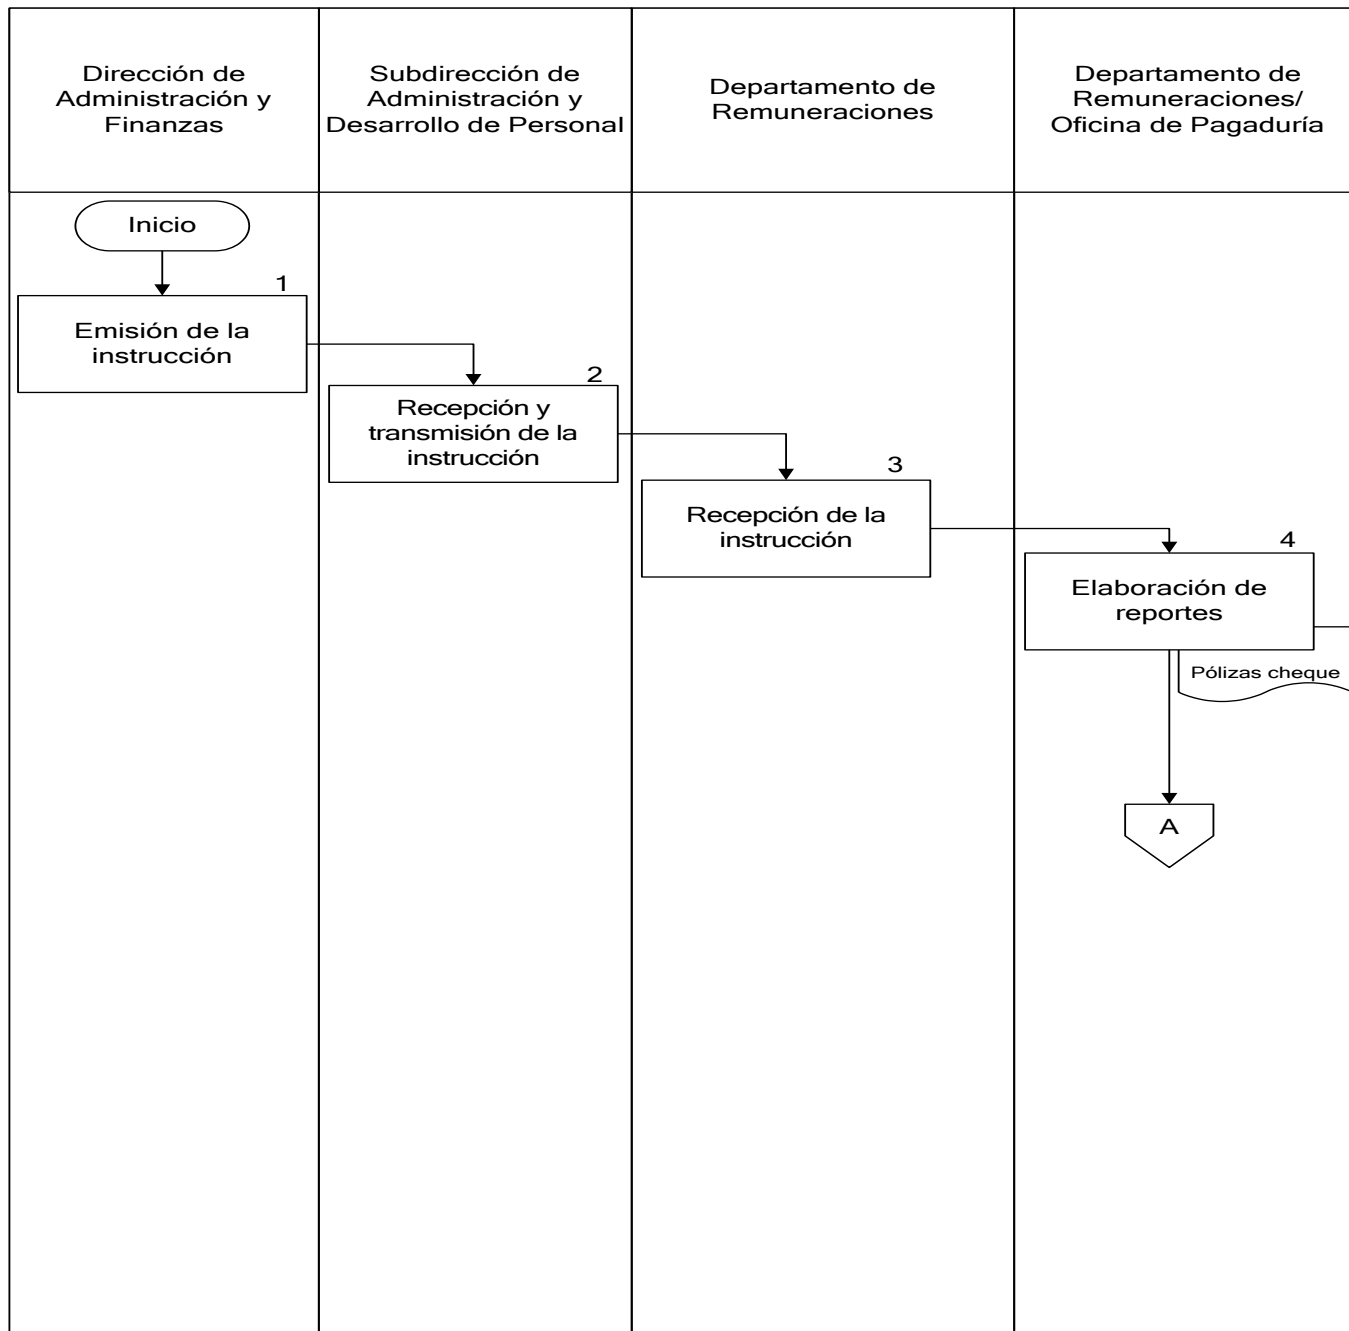 Dirección de
Administración y
Finanzas
Subdirección de
Administración y
Desarrollo de Personal
Departamento de
Remuneraciones
Departamento de
Remuneraciones/
Oficina de Pagaduría
Inicio
1
Emisión de la
instrucción
2
Recepción y
transmisión de la
instrucción
3
Recepción de la
instrucción
4
Elaboración de
reportes
Pólizas cheque
A